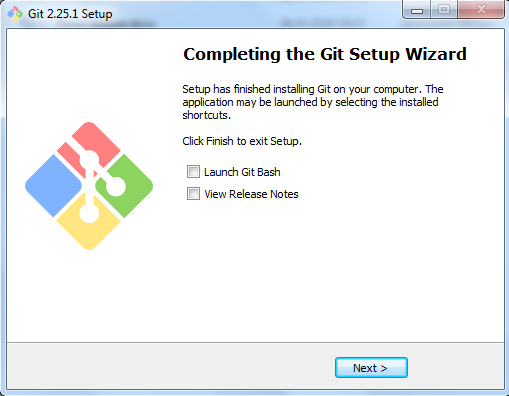 Git 2.25.1 Setup
Completing the Git Setup Wizard
Setup has finished installing Git on your computer. The
application may be launched by selecting the installed
shortcuts.
Click Finish to exit Setup.
Launch Git Bash
View Release Notes
Next >